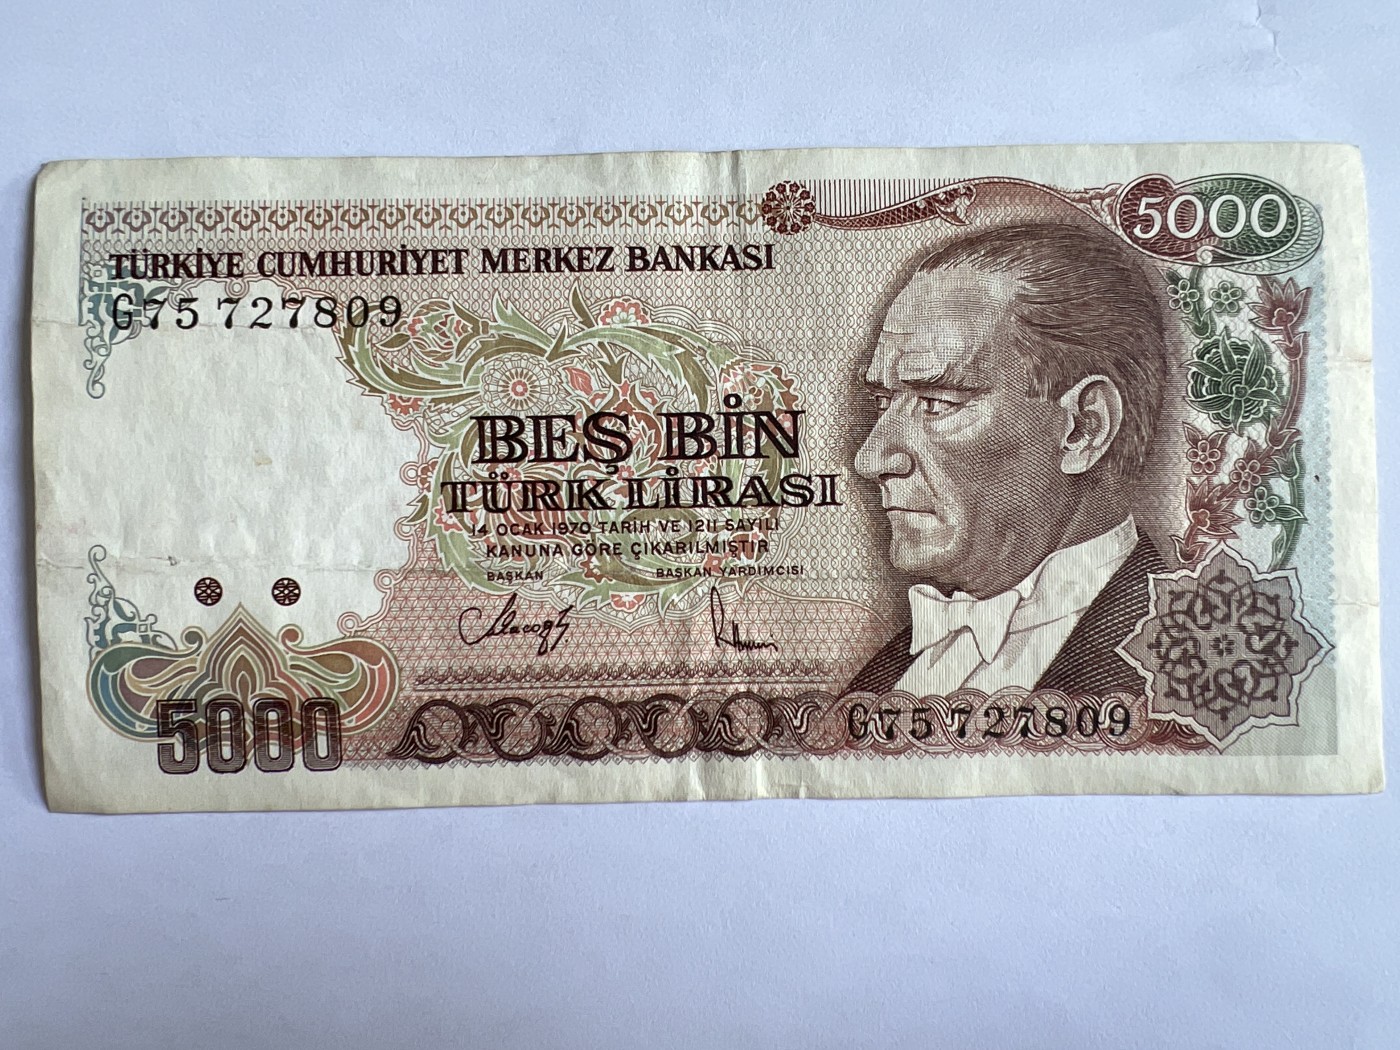 5000
TÜRKİYE CUMHURİYET MERKEZ BANKASI
G75 727809
BEŞ BİN
TÜRK LİRASI
14 OCAK 1970 TARİH VE 1211 SAYILI
KANUNA GÖRE ÇIKARILMIŞTIR
BAŞKAN BAŞKAN YARDIMCISI
5000
G75 727809